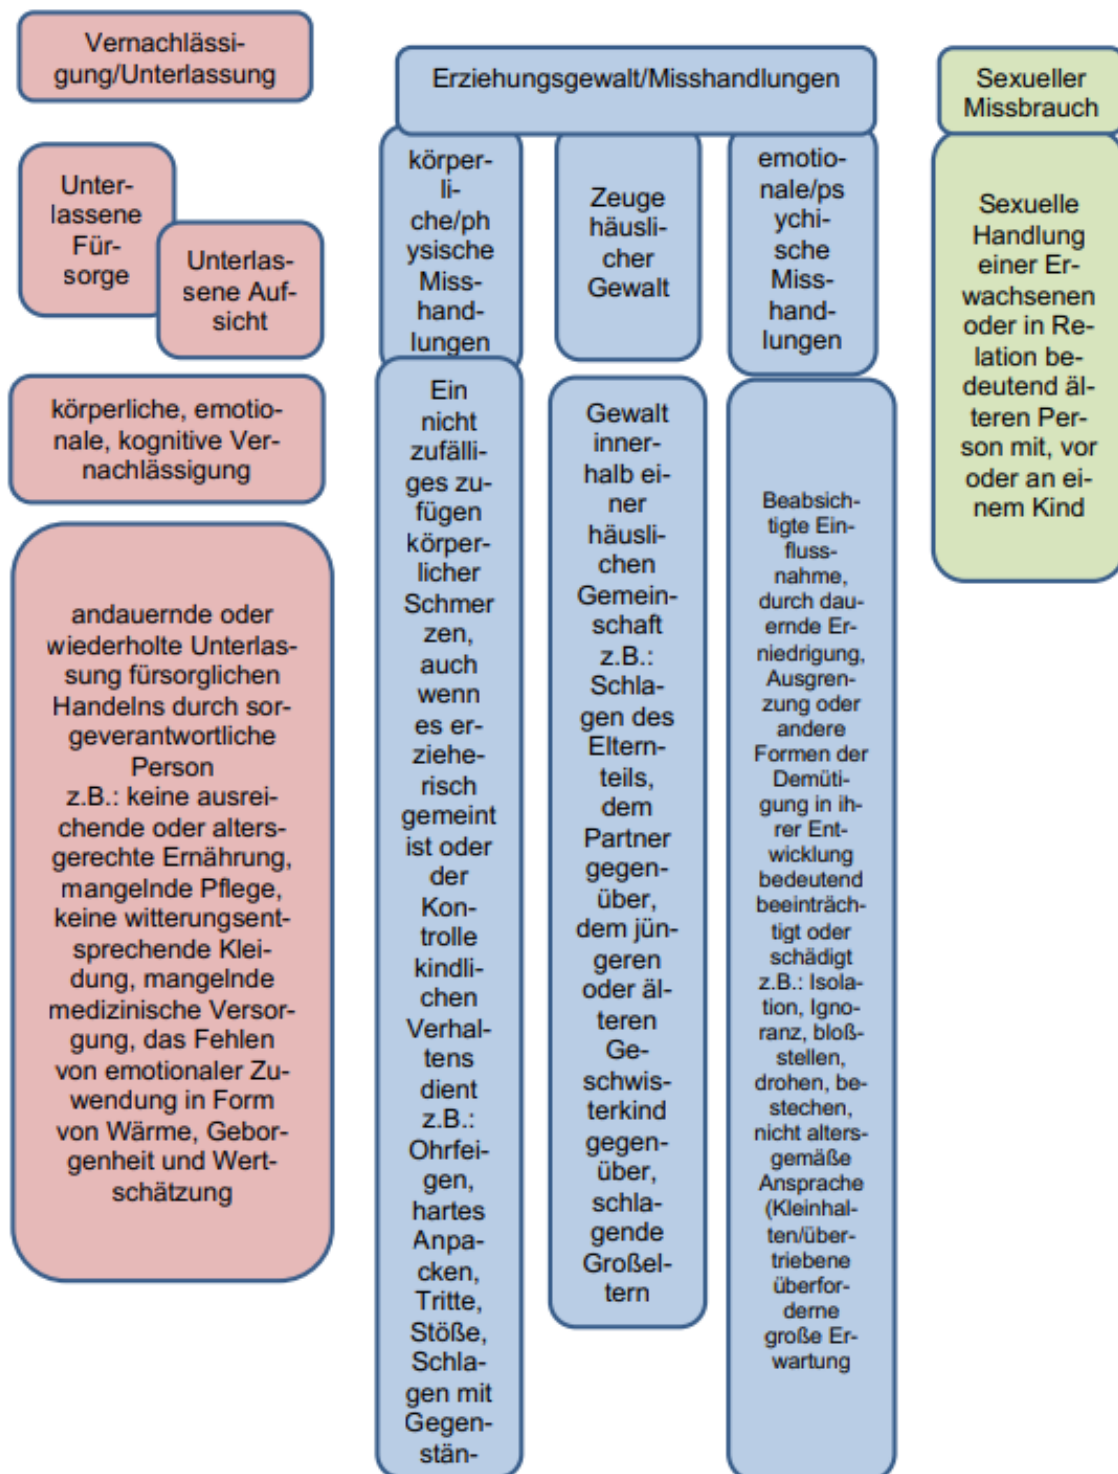 Vernachlässi-
gung/Unterlassung
Unter-
lassene
Für-
sorge
Unterlas-
sene Auf-
sicht
körperliche, emotio-
nale, kognitive Ver-
nachlässigung
andauernde oder
wiederholte Unterlas-
sung fürsorglichen
Handelns durch sor-
geverantwortliche
Person
z.B.: keine ausrei-
chende oder alters-
gerechte Ernährung,
mangelnde Pflege,
keine witterungsent-
sprechende Klei-
dung, mangelnde
medizinische Versor-
gung, das Fehlen
von emotionaler Zu-
wendung in Form
von Wärme, Gebor-
genheit und Wert-
schätzung
Erziehungsgewalt/Misshandlungen
körper-
li-
che/ph
ysische
Miss-
hand-
lungen
Ein
nicht
zufälli-
ges zu-
fügen
körper-
licher
Schmer
zen,
auch
wenn
es er-
ziehe-
risch
gemeint
ist oder
der
Kon-
trolle
kindli-
chen
Verhal-
tens
dient
z.B.:
Ohrfei-
gen,
hartes
Anpa-
cken,
Tritte,
Stöße,
Schla-
gen mit
Gegen-
stän-
Zeuge
häusli-
cher
Gewalt
Gewalt
inner-
halb ei-
ner
häusli-
chen
Gemein-
schaft
z.B.:
Schla-
gen des
Eltern-
teils,
dem
Partner
gegen-
über,
dem jün-
geren
oder äl-
teren
Ge-
schwis-
terkind
gegen-
über,
schla-
gende
Großel-
tern
emotio-
nale/ps
ychi-
sche
Miss-
hand-
lungen
Beabsich-
tigte Ein-
fluss-
nahme,
durch dau-
ernde Er-
niedrigung,
Ausgren-
zung oder
andere
Formen der
Demüti-
gung in ih-
rer Ent-
wicklung
bedeutend
beeinträch-
tigt oder
schädigt
z.B.: Isola-
tion, Igno-
ranz, bloß-
stellen,
drohen, be-
stechen,
nicht alters-
gemäße
Ansprache
(Kleinhal-
ten/über-
triebene
überfor-
derne
große Er-
wartung
Sexueller
Missbrauch
Sexuelle
Handlung
einer Er-
wachsenen
oder in Re-
lation be-
deutend äl-
teren Per-
son mit, vor
oder an ei-
nem Kind